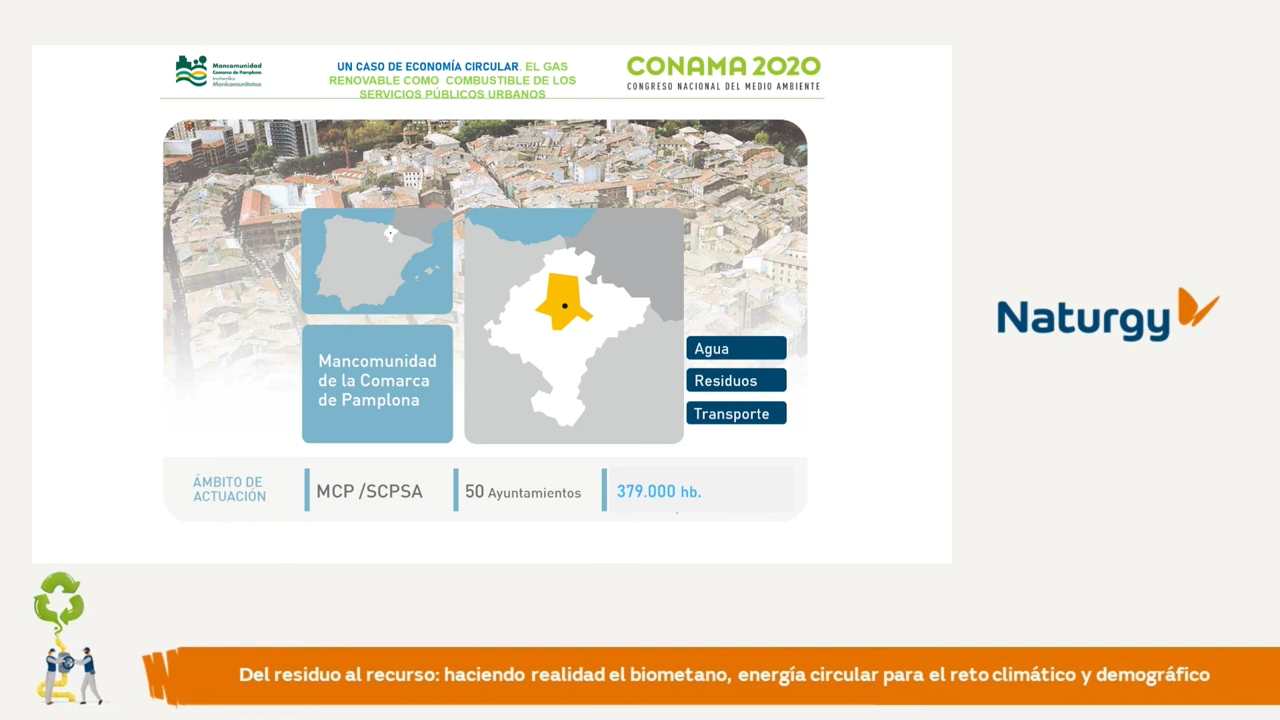 Mancomunidad
Comarca de Pamplona
Iruñerriko
Mankomunitatea
UN CASO DE ECONOMÍA CIRCULAR. EL GAS
RENOVABLE COMO COMBUSTIBLE DE LOS
SERVICIOS PÚBLICOS URBANOS
CONAMA 2020
CONGRESO NACIONAL DEL MEDIO AMBIENTE
Mancomunidad
de la Comarca
de Pamplona
Agua
Residuos
Transporte
ÁMBITO DE
ACTUACIÓN
MCP /SCPSA
50 Ayuntamientos
379.000 hb.
Naturgy
Del residuo al recurso: haciendo realidad el biometano, energía circular para el reto climático y demográfico